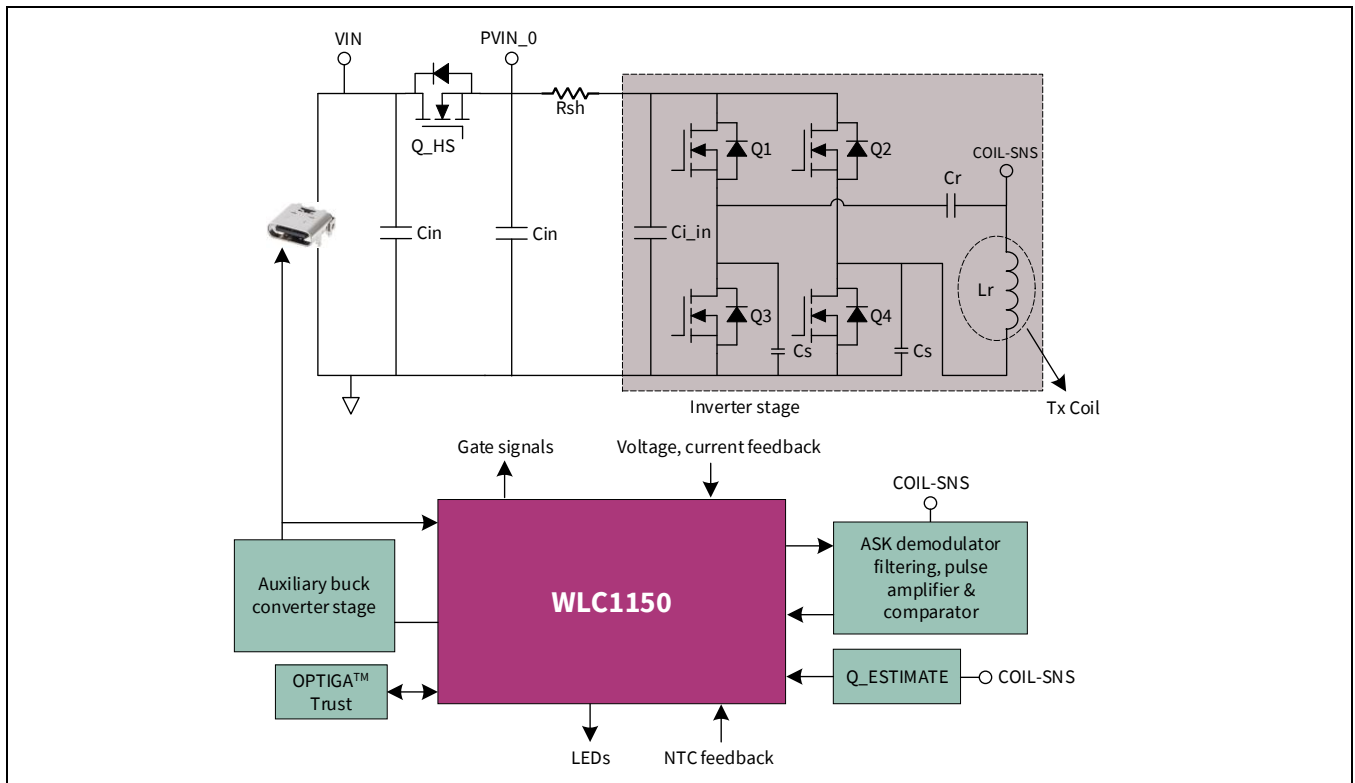 VIN
PVIN_0
Rsh
Q_HS
Q1
Q2
COIL-SNS
Cr
Cin
Cin
Ci_in
Lr
Q3
Q4
Cs
Cs
Inverter stage
Tx Coil
Gate signals
Voltage, current feedback
COIL-SNS
Auxiliary buck
converter stage
WLC1150
ASK demodulator
filtering, pulse
amplifier &
comparator
OPTIGA™
Trust
Q_ESTIMATE
COIL-SNS
LEDs
NTC feedback